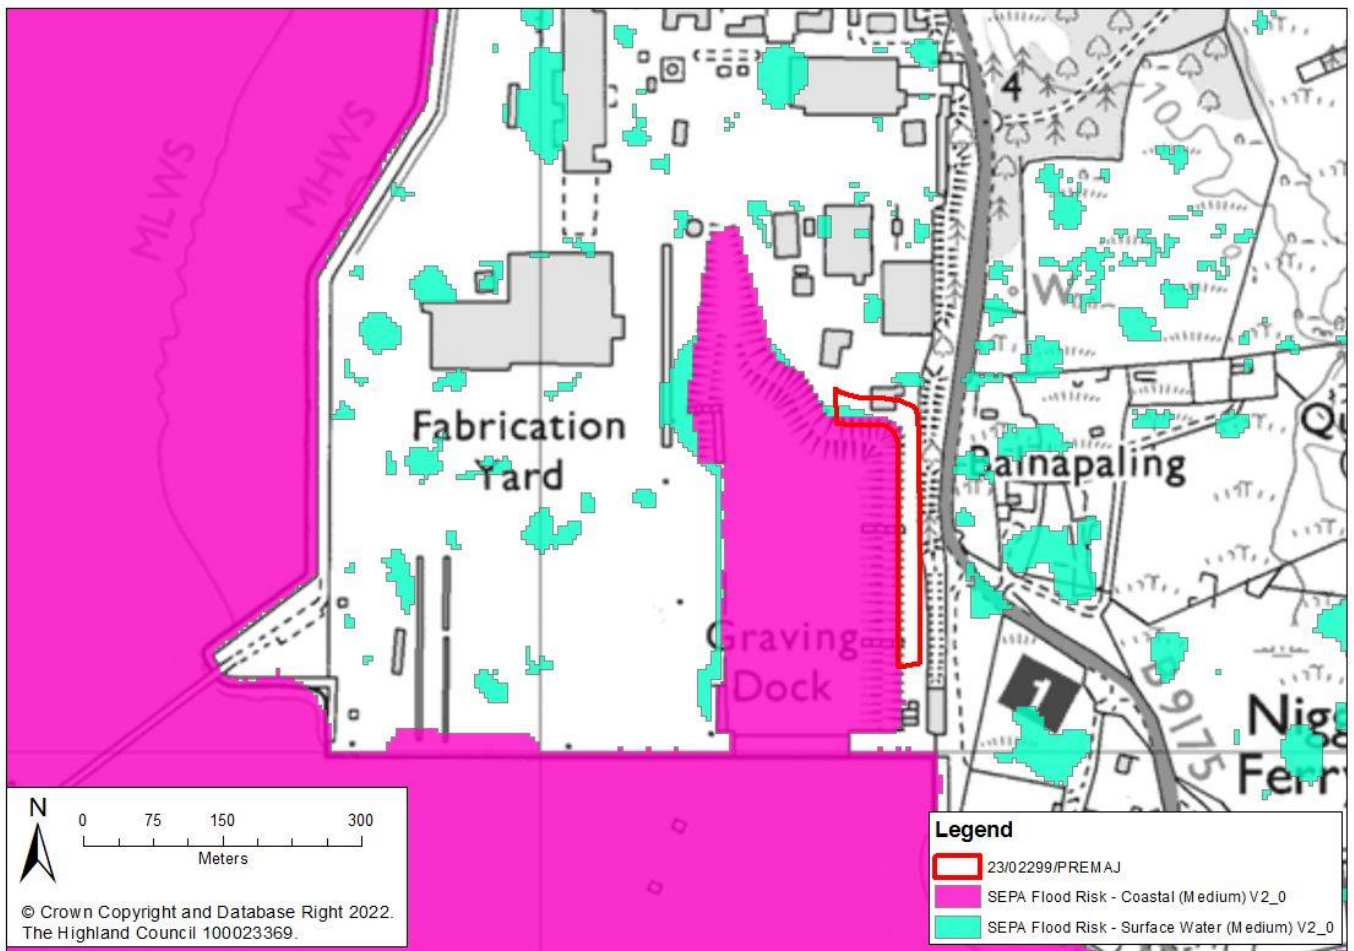 4
10
MLWS
MHWS
W
Fabrication
Yard
Balnapaling
Graving
Dock
1
B9175
Nigg
Ferry
N
0 75 150 300
Meters
© Crown Copyright and Database Right 2022.
The Highland Council 100023369.
Legend
23/02299/PREMAJ
SEPA Flood Risk - Coastal (Medium) V2_0
SEPA Flood Risk - Surface Water (Medium) V2_0